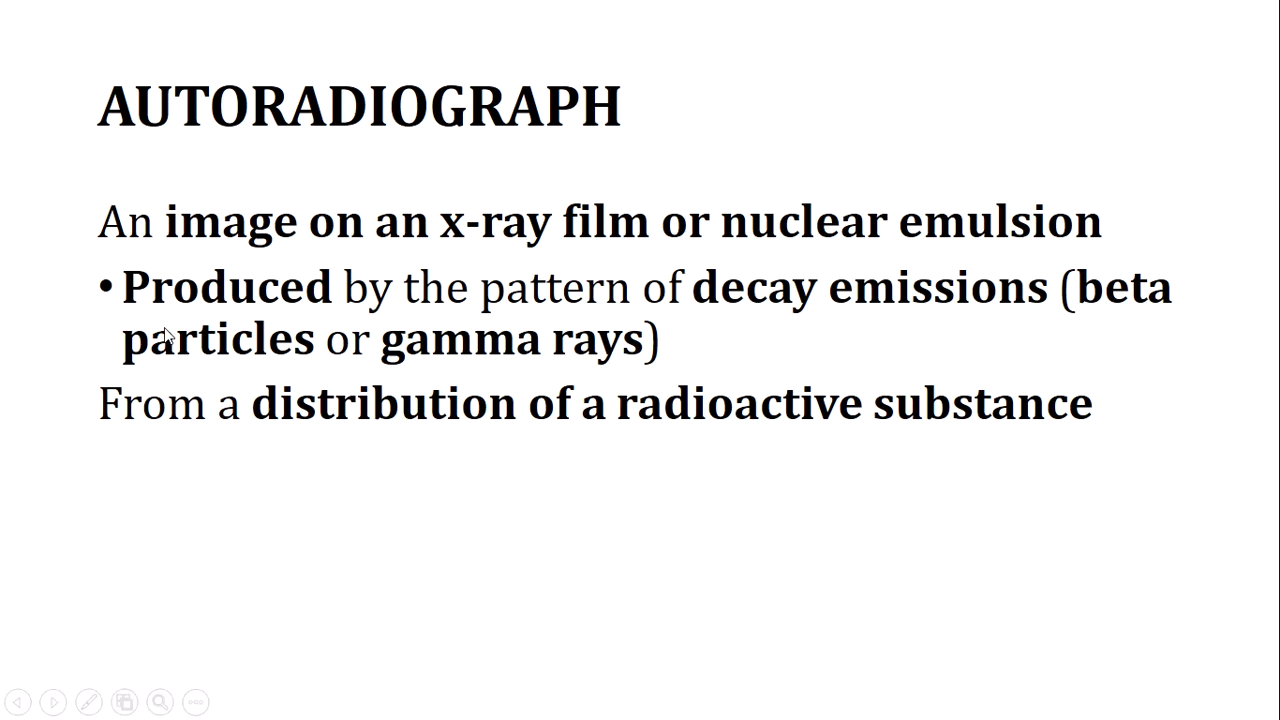 AUTORADIOGRAPH
An image on an x-ray film or nuclear emulsion
• Produced by the pattern of decay emissions (beta
particles or gamma rays)
From a distribution of a radioactive substance